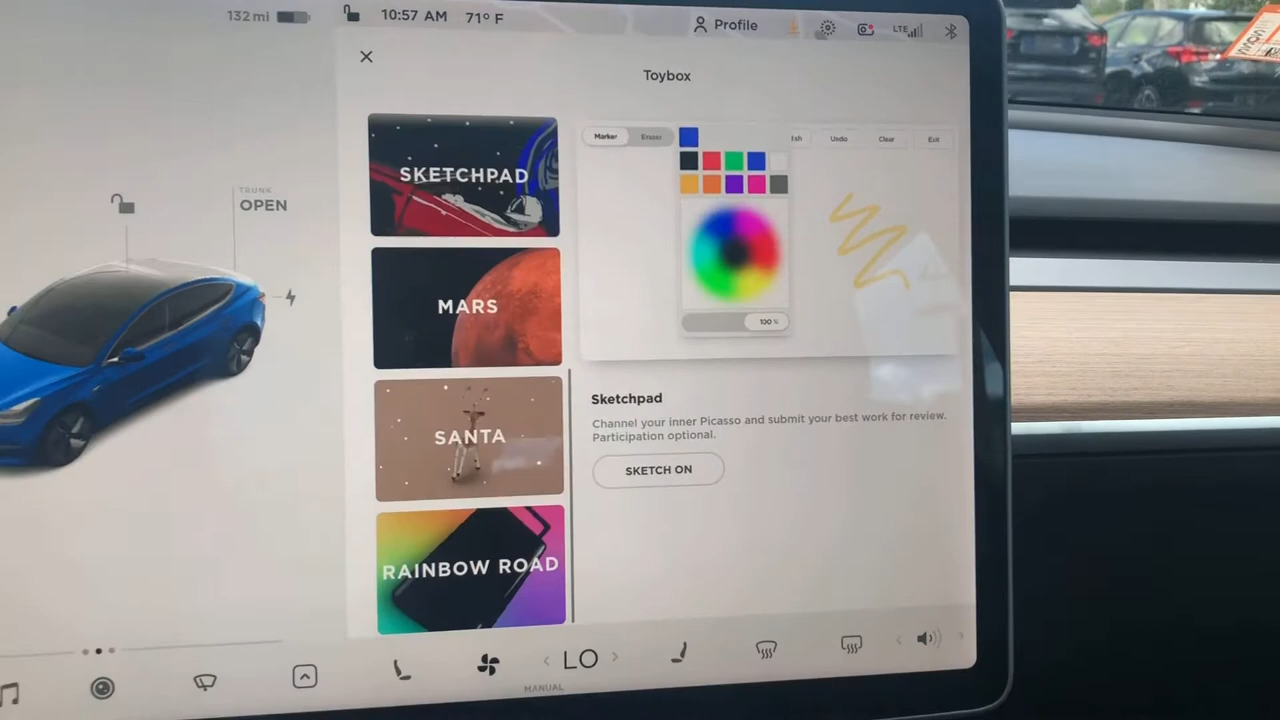 132 mi
10:57 AM
71° F
Profile
LTE
Toybox
TRUNK
OPEN
SKETCHPAD
MARS
SANTA
RAINBOW ROAD
Marker
Eraser
Undo
Clear
Exit
100 %
Sketchpad
Channel your inner Picasso and submit your best work for review.
Participation optional.
SKETCH ON
LO
MANUAL